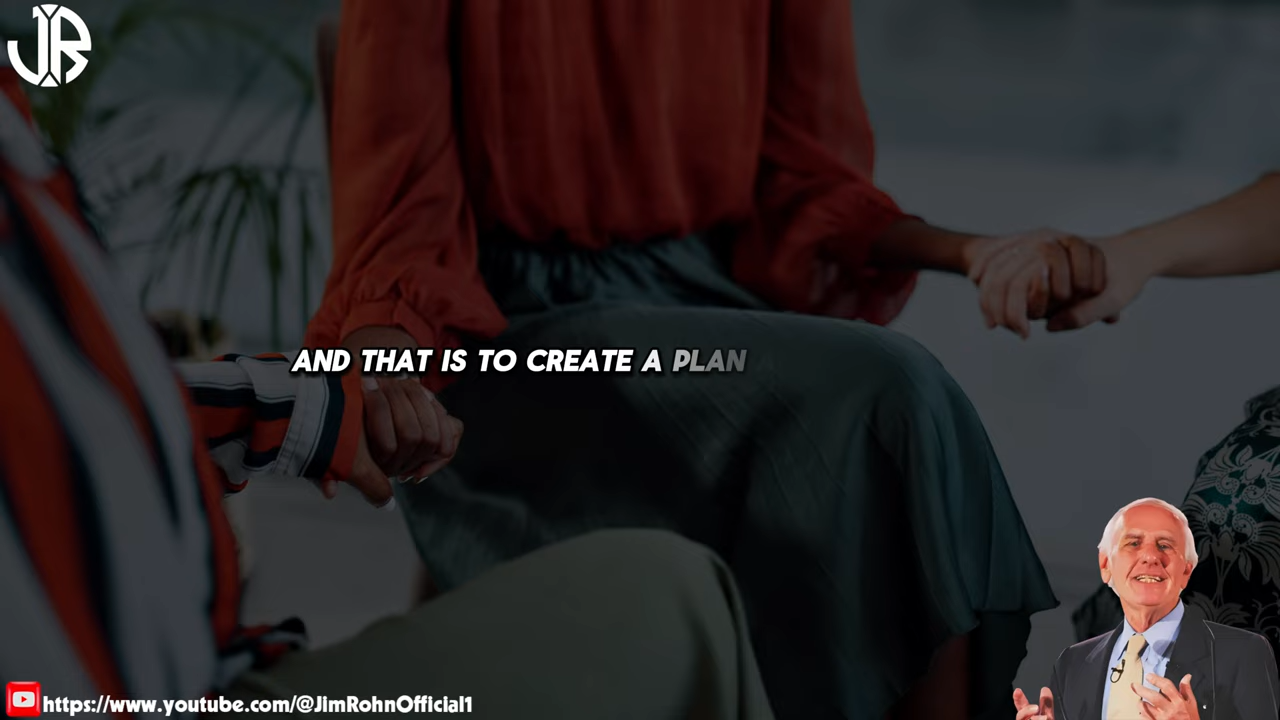 JR
AND THAT IS TO CREATE A PLAN
https://www.youtube.com/@JimRohnOfficial1